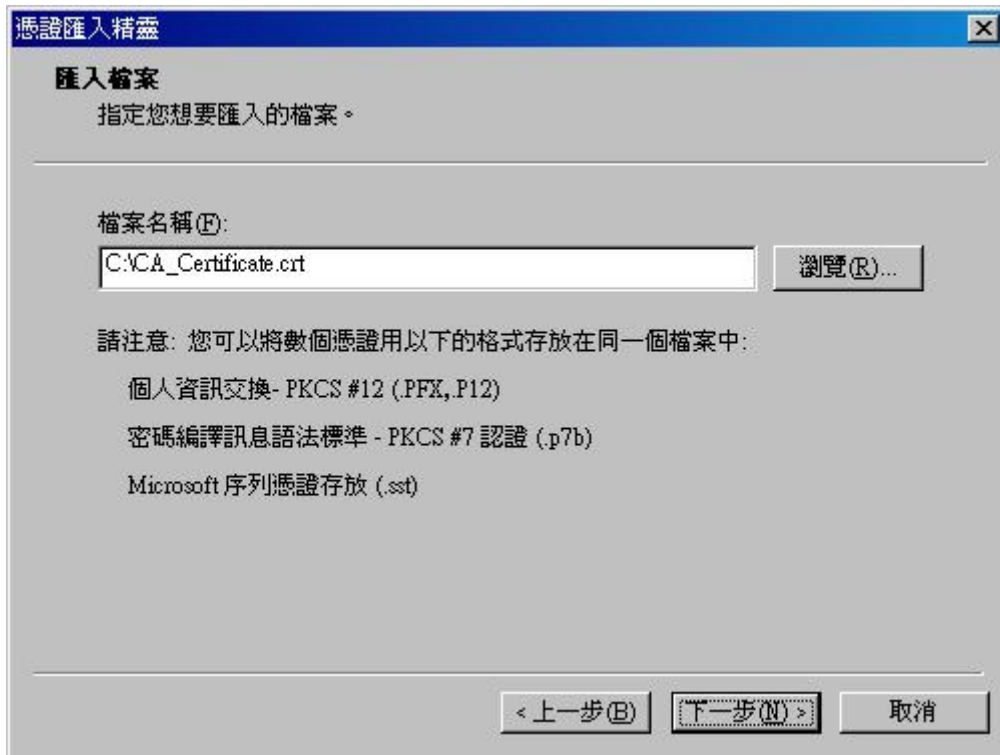 憑證匯入精靈
匯入檔案
指定您想要匯入的檔案。
檔案名稱(F):
C:\CA_Certificate.crt
瀏覽(R)...
請注意: 您可以將數個憑證用以下的格式存放在同一個檔案中:
個人資訊交換- PKCS #12 (.PFX,.P12)
密碼編譯訊息語法標準 - PKCS #7 認證 (.p7b)
Microsoft 序列憑證存放 (.sst)
< 上一步(B) 下一步(N) > 取消